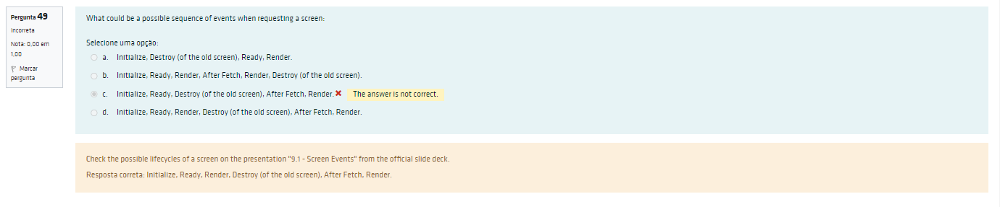 Pergunta 49
Incorreta
Nota: 0,00 em
1,00
Marcar
pergunta
What could be a possible sequence of events when requesting a screen:
Selecione uma opção:
a. Initialize, Destroy (of the old screen), Ready, Render.
b. Initialize, Ready, Render, After Fetch, Render, Destroy (of the old screen).
c. Initialize, Ready, Destroy (of the old screen), After Fetch, Render. ✖ The answer is not correct.
d. Initialize, Ready, Render, Destroy (of the old screen), After Fetch, Render.
Check the possible lifecycles of a screen on the presentation "9.1 - Screen Events" from the official slide deck.
Resposta correta: Initialize, Ready, Render, Destroy (of the old screen), After Fetch, Render.